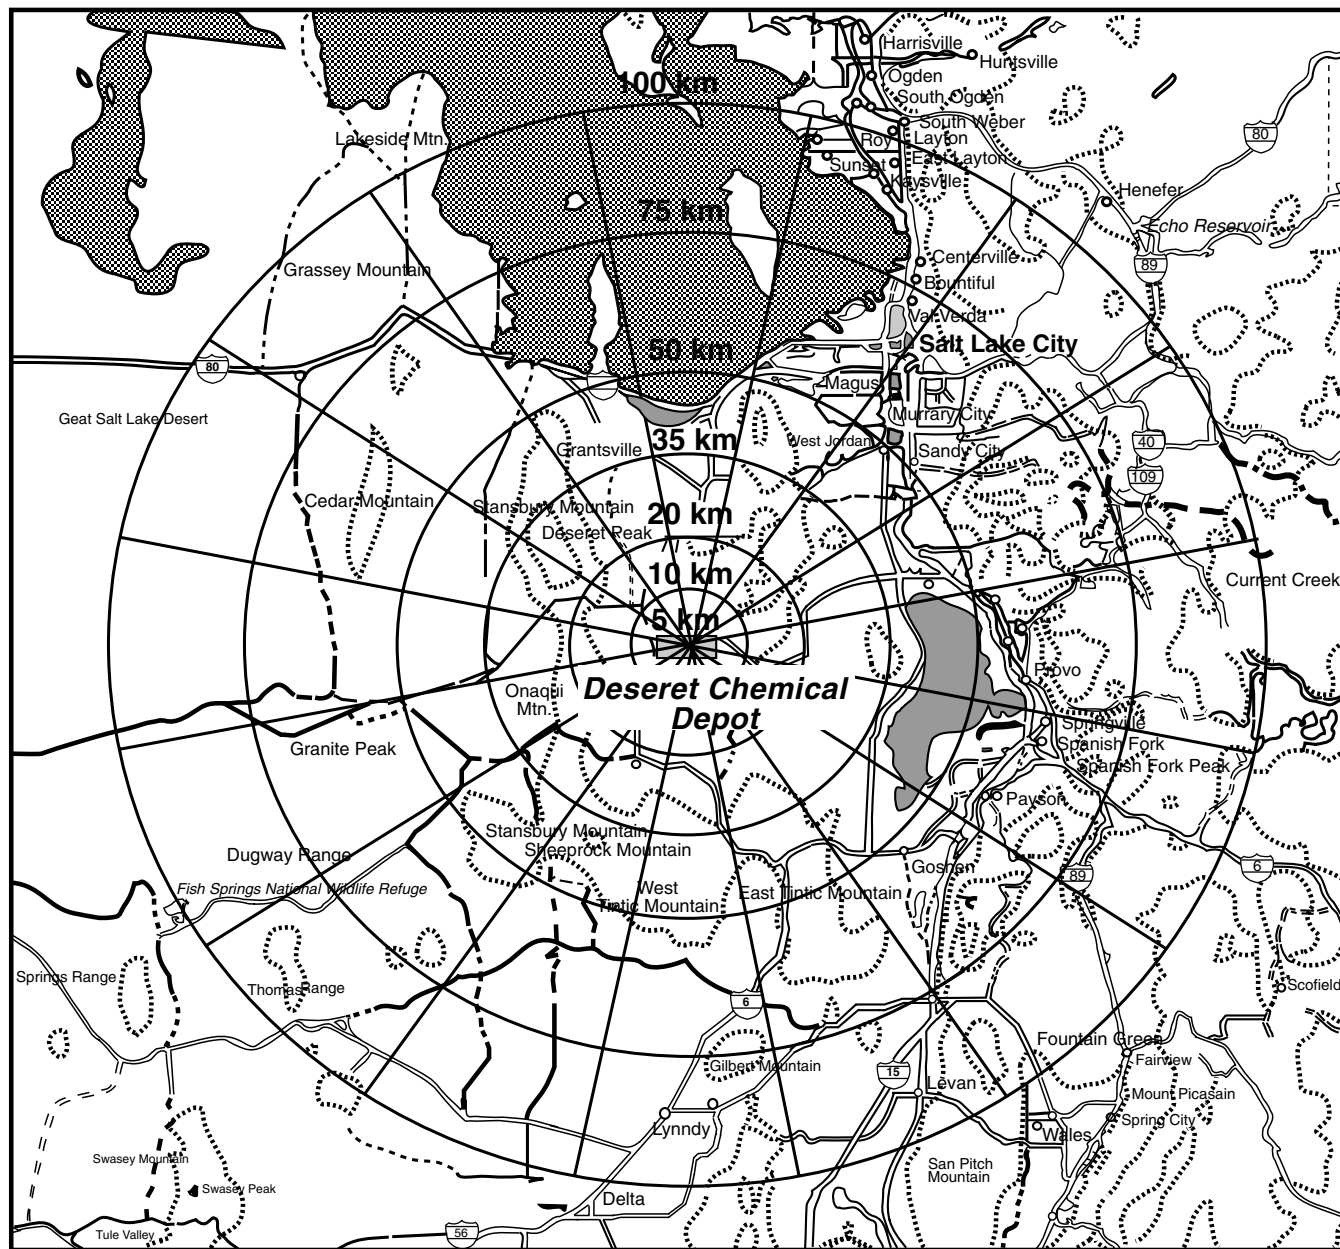 Harrisville
Huntsville
100 km
Ogden
South Ogden
South Weber
Lakeside Mtn.
Roy
Layton
80
East Layton
Sunset
Kaysville
Henefer
75 km
Echo Reservoir
Grassey Mountain
Centerville
89
Bountiful
Val Verda
50 km
Salt Lake City
80
Magus
Geat Salt Lake Desert
Murrary City
35 km
West Jordan
40
Grantsville
Sandy City
109
Cedar Mountain
Stansbury Mountain
20 km
Deseret Peak
10 km
Current Creek
5 km
Provo
Onaqui
Mtn.
Deseret Chemical
Depot
Springville
Granite Peak
Spanish Fork
Spanish Fork Peak
Payson
Stansbury Mountain
Sheeprock Mountain
Dugway Range
Goshen
6
89
Fish Springs National Wildlife Refuge
West
Tintic Mountain
East Tintic Mountain
Springs Range
Thomas Range
Scofield
6
Fountain Green
Fairview
Gilbert Mountain
15
Levan
Mount Picasain
Spring City
Lynndy
Wales
Swasey Mountain
San Pitch
Mountain
Swasey Peak
Delta
Tule Valley
56